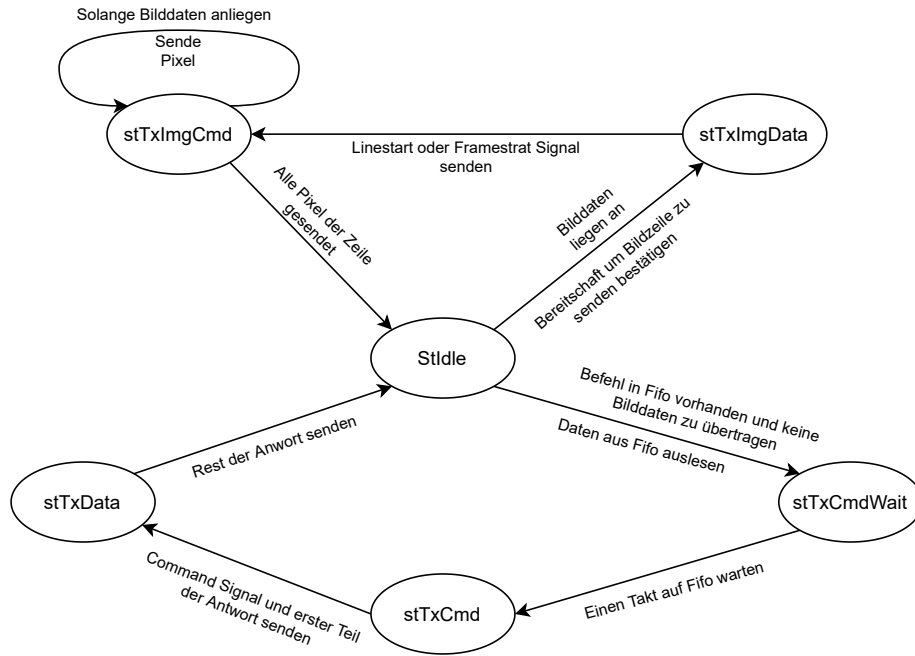 Solange Bilddaten anliegen
Sende
Pixel
stTxImgCmd
stTxImgData
Linestart oder Framestrat Signal
senden
Alle Pixel der Zeile
gesendet
Bilddaten
liegen an
Bereitschaft um Bildzeile zu
senden bestätigen
StIdle
Befehl in Fifo vorhanden und keine
Bilddaten zu übertragen
Daten aus Fifo auslesen
Rest der Anwort senden
stTxData
stTxCmdWait
Command Signal und erster Teil
der Antwort senden
stTxCmd
Einen Takt auf Fifo warten